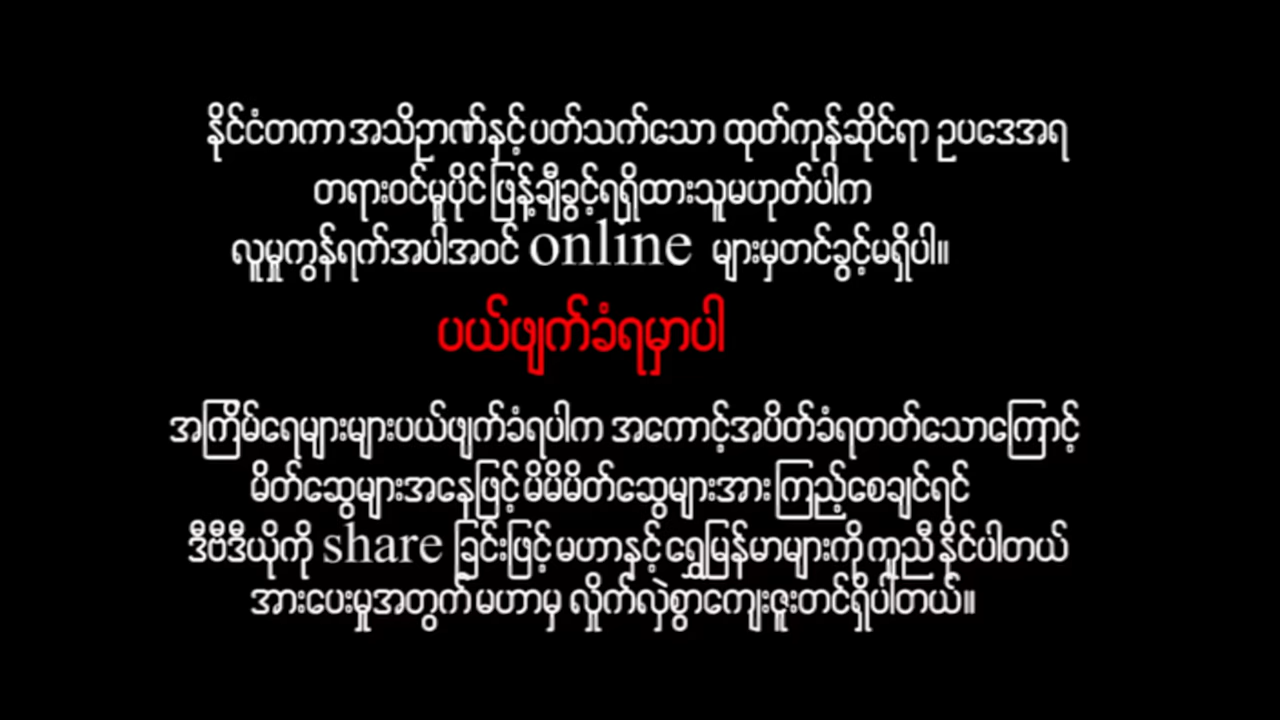 နိုင်ငံတကာ အသိဉာဏ်နှင့် ပတ်သက်သော ထုတ်ကုန်ဆိုင်ရာ ဥပဒေအရ
တရားဝင်မူပိုင် ဖြန့်ချီခွင့်ရရှိထားသူမဟုတ်ပါက
လူမှုကွန်ရက်အပါအဝင် online များမှတင်ခွင့်မရှိပါ။
ပယ်ဖျက်ခံရမှာပါ
အကြိမ်ရေများများပယ်ဖျက်ခံရပါက အကောင့်အပိတ်ခံရတတ်သောကြောင့်
မိတ်ဆွေများအနေဖြင့် မိမိမိတ်ဆွေများအား ကြည့်စေချင်ရင်
ဒီဗီဒီယိုကို share ခြင်းဖြင့် မဟာနှင့် ရွှေမြန်မာများကို ကူညီ နိုင်ပါတယ်
အားပေးမှုအတွက် မဟာမှ လှိုက်လှဲစွာကျေးဇူးတင်ရှိပါတယ်။